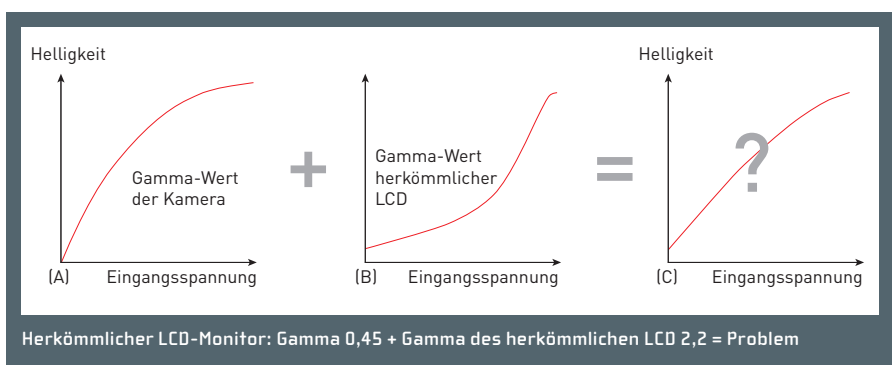 Helligkeit
Gamma-Wert
der Kamera
(A)
Eingangsspannung
+
Gamma-Wert
herkömmlicher
LCD
(B)
Eingangsspannung
=
Helligkeit
?
(C)
Eingangsspannung
Herkömmlicher LCD-Monitor: Gamma 0,45 + Gamma des herkömmlichen LCD 2,2 = Problem